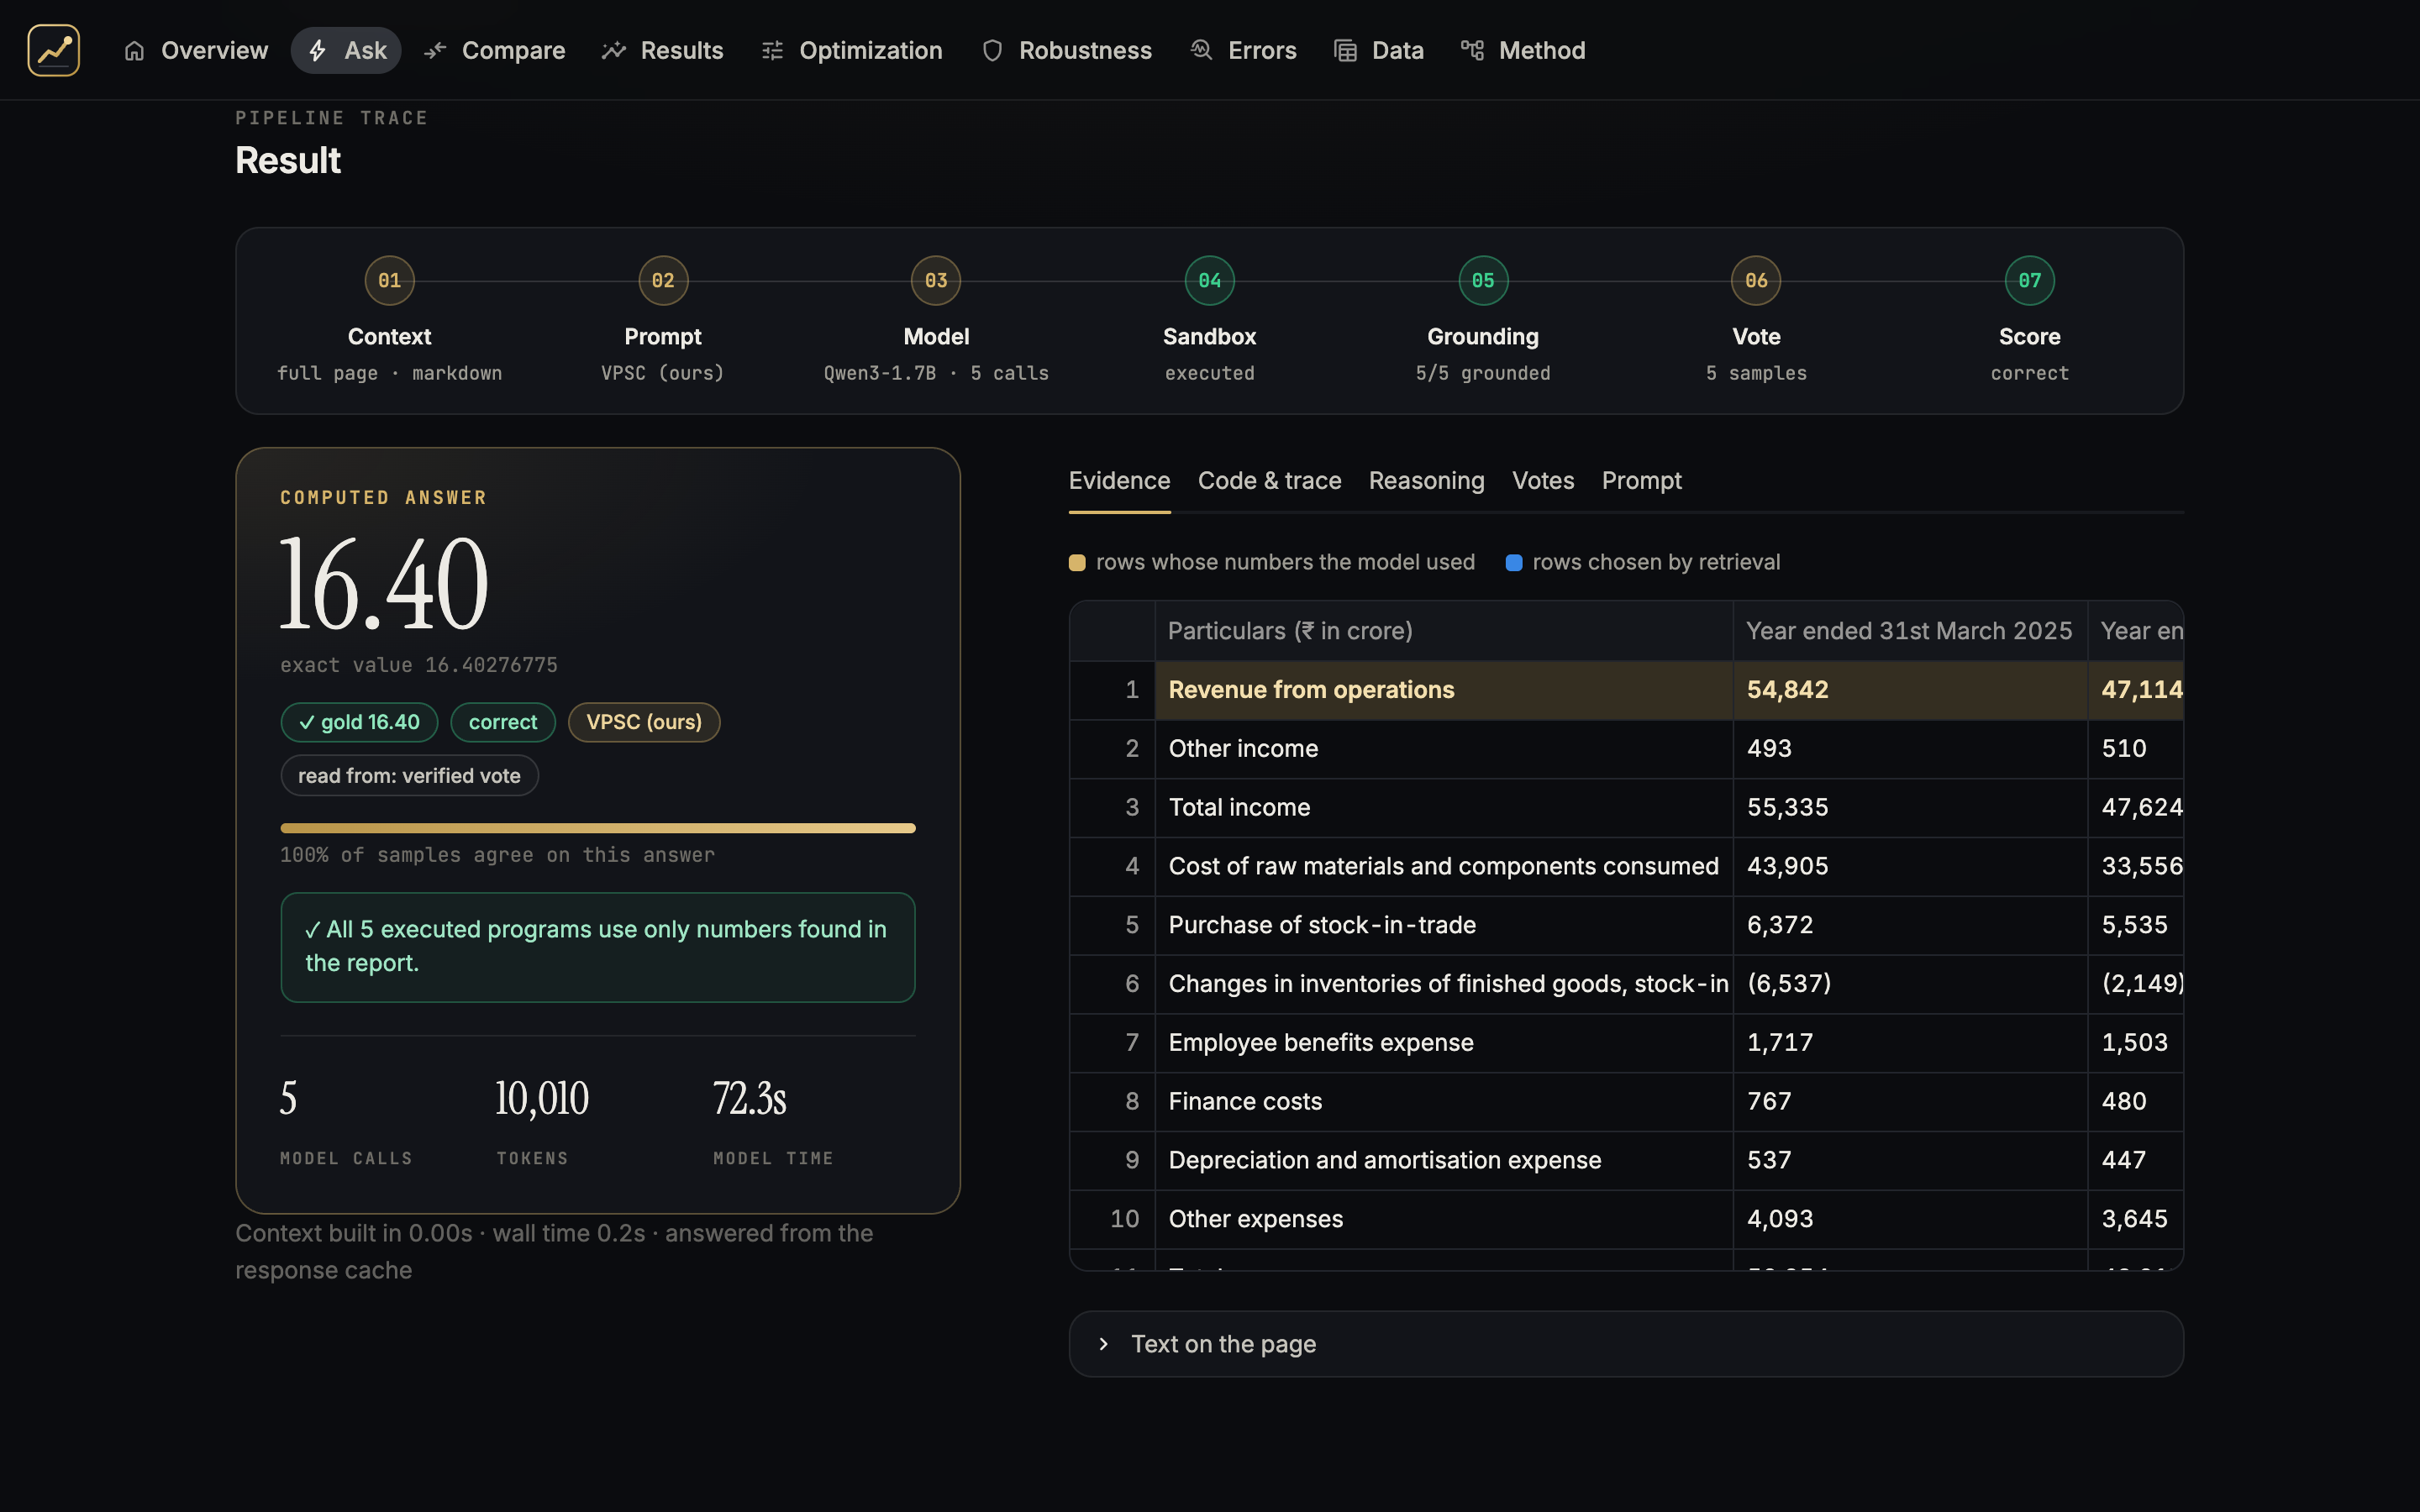 Overview Ask Compare Results Optimization Robustness Errors Data Method
PIPELINE TRACE
Result
01 02 03 04 05 06 07
Context Prompt Model Sandbox Grounding Vote Score
full page · markdown VPSC (ours) Qwen3-1.7B · 5 calls executed 5/5 grounded 5 samples correct
COMPUTED ANSWER
16.40
exact value 16.40276775
✓ gold 16.40 correct VPSC (ours)
read from: verified vote
100% of samples agree on this answer
✓ All 5 executed programs use only numbers found in
the report.
5 10,010 72.3s
MODEL CALLS TOKENS MODEL TIME
Context built in 0.00s · wall time 0.2s · answered from the
response cache
Evidence Code & trace Reasoning Votes Prompt
rows whose numbers the model used rows chosen by retrieval
Particulars (₹ in crore) Year ended 31st March 2025 Year en
1 Revenue from operations 54,842 47,114
2 Other income 493 510
3 Total income 55,335 47,624
4 Cost of raw materials and components consumed 43,905 33,556
5 Purchase of stock-in-trade 6,372 5,535
6 Changes in inventories of finished goods, stock-in (6,537) (2,149)
7 Employee benefits expense 1,717 1,503
8 Finance costs 767 480
9 Depreciation and amortisation expense 537 447
10 Other expenses 4,093 3,645
Text on the page